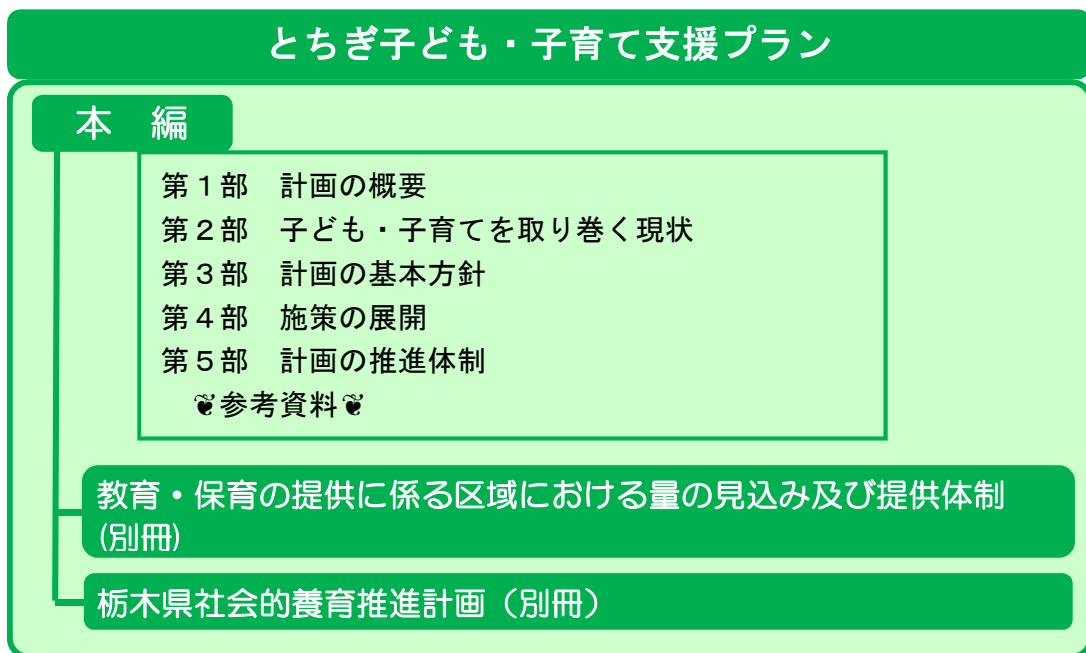 とちぎ子ども・子育て支援プラン
本　編
第１部　計画の概要
第２部　子ども・子育てを取り巻く現状
第３部　計画の基本方針
第４部　施策の展開
第５部　計画の推進体制
❦参考資料❦
教育・保育の提供に係る区域における量の見込み及び提供体制
(別冊)
栃木県社会的養育推進計画（別冊）